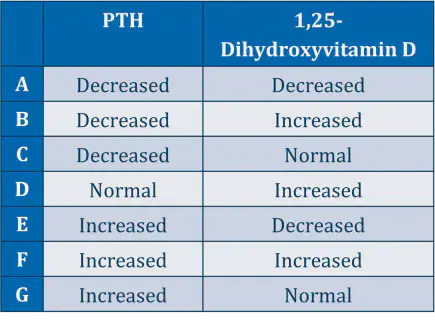 PTH 1,25-
Dihydroxyvitamin D
A Decreased Decreased
B Decreased Increased
C Decreased Normal
D Normal Increased
E Increased Decreased
F Increased Increased
G Increased Normal